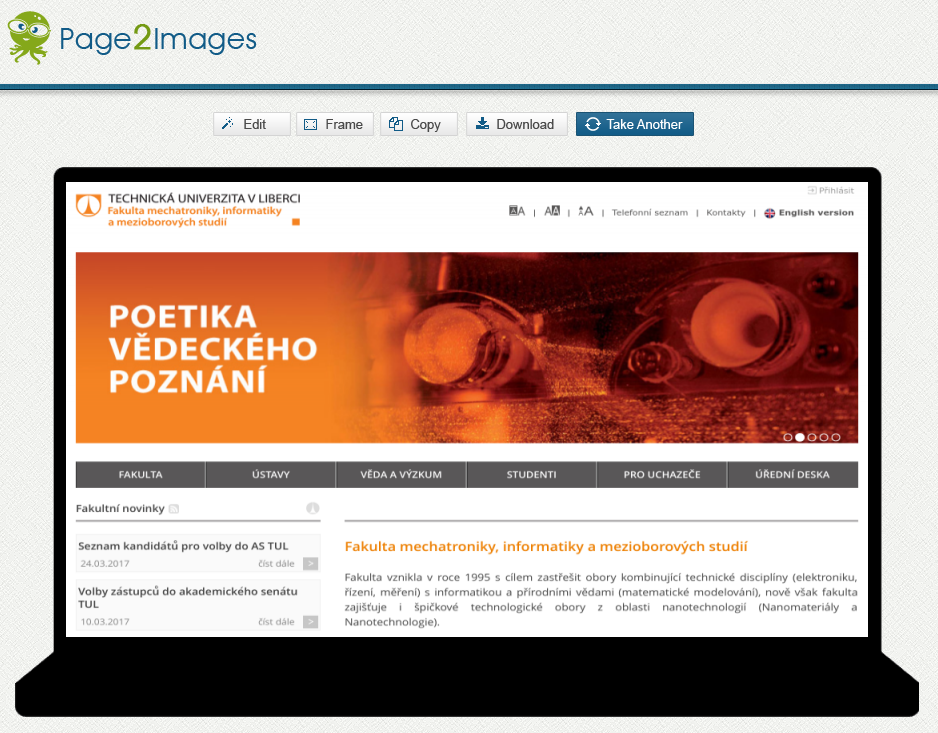 Page2Images
Edit
Frame
Copy
Download
Take Another
Přihlásit
TECHNICKÁ UNIVERZITA V LIBERCI
Fakulta mechatroniky, informatiky
a mezioborových studií
AA | AA | AA | Telefonní seznam | Kontakty | English version
POETIKA
VĚDECKÉHO
POZNÁNÍ
FAKULTA
ÚSTAVY
VĚDA A VÝZKUM
STUDENTI
PRO UCHAZEČE
ÚŘEDNÍ DESKA
Fakultní novinky
Seznam kandidátů pro volby do AS TUL
24.03.2017 číst dále >
Volby zástupců do akademického senátu
TUL
10.03.2017 číst dále >
Fakulta mechatroniky, informatiky a mezioborových studií
Fakulta vznikla v roce 1995 s cílem zastřešit obory kombinující technické disciplíny (elektroniku,
řízení, měření) s informatikou a přírodními vědami (matematické modelování), nově však fakulta
zajišťuje i špičkové technologické obory z oblasti nanotechnologií (Nanomateriály a
Nanotechnologie).